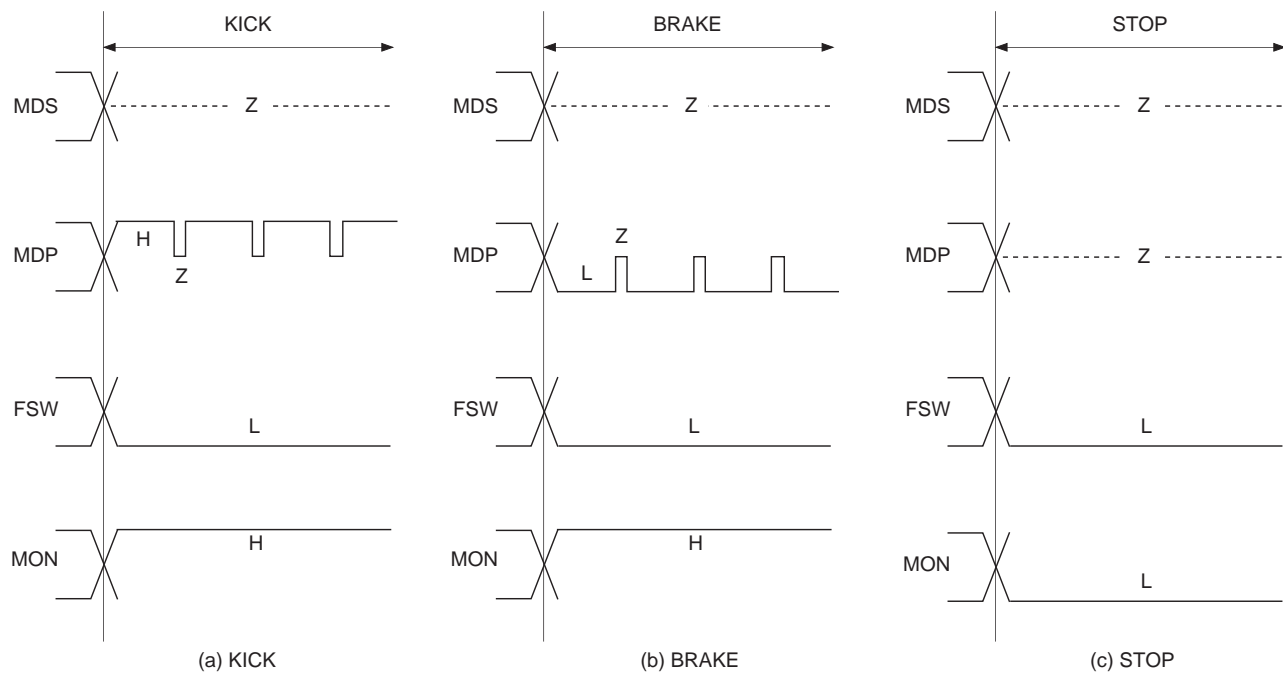 KICK
BRAKE
STOP
MDS
Z
MDS
Z
MDS
Z
MDP
H
Z
MDP
L
Z
MDP
Z
FSW
L
FSW
L
FSW
L
MON
H
MON
H
MON
L
(a) KICK
(b) BRAKE
(c) STOP